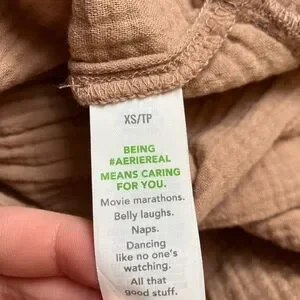 XS/TP
BEING
#AERIEREAL
MEANS CARING
FOR YOU.
Movie marathons.
Belly laughs.
Naps.
Dancing
like no one's
watching.
All that
good stuff.